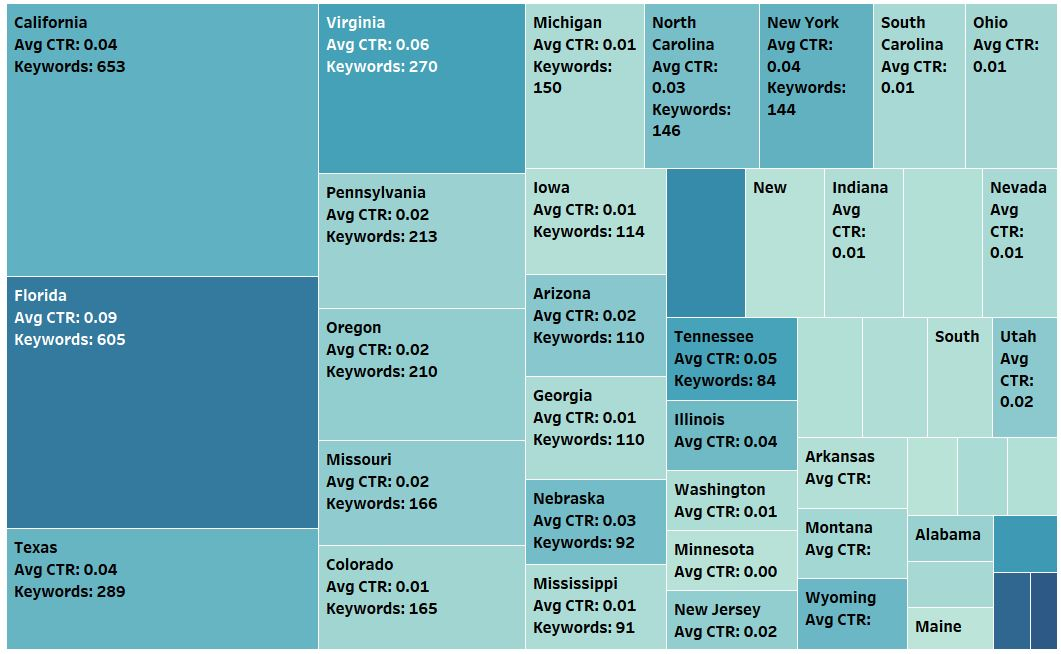 California
Avg CTR: 0.04
Keywords: 653
Florida
Avg CTR: 0.09
Keywords: 605
Texas
Avg CTR: 0.04
Keywords: 289
Virginia
Avg CTR: 0.06
Keywords: 270
Pennsylvania
Avg CTR: 0.02
Keywords: 213
Oregon
Avg CTR: 0.02
Keywords: 210
Missouri
Avg CTR: 0.02
Keywords: 166
Colorado
Avg CTR: 0.01
Keywords: 165
Michigan
Avg CTR: 0.01
Keywords:
150
North
Carolina
Avg CTR:
0.03
Keywords:
146
New York
Avg CTR:
0.04
Keywords:
144
South
Carolina
Avg CTR:
0.01
Ohio
Avg CTR:
0.01
Iowa
Avg CTR: 0.01
Keywords: 114
Arizona
Avg CTR: 0.02
Keywords: 110
Georgia
Avg CTR: 0.01
Keywords: 110
Nebraska
Avg CTR: 0.03
Keywords: 92
Mississippi
Avg CTR: 0.01
Keywords: 91
New
Indiana
Avg
CTR:
0.01
Nevada
Avg
CTR:
0.01
Tennessee
Avg CTR: 0.05
Keywords: 84
Illinois
Avg CTR: 0.04
Washington
Avg CTR: 0.01
Minnesota
Avg CTR: 0.00
New Jersey
Avg CTR: 0.02
South
Utah
Avg
CTR:
0.02
Arkansas
Avg CTR:
Montana
Avg CTR:
Wyoming
Avg CTR:
Alabama
Maine